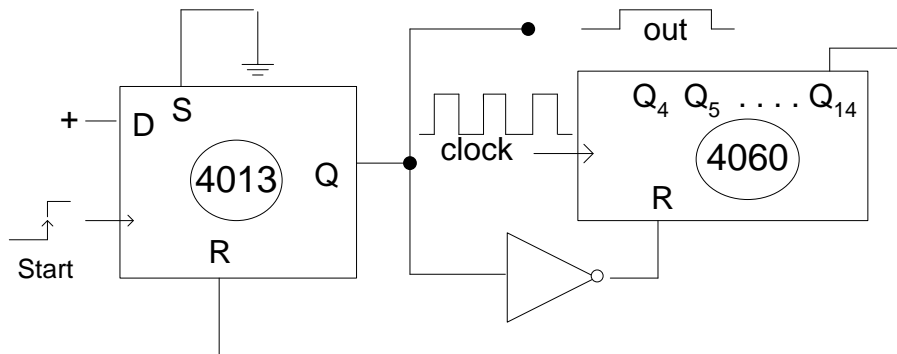 out
+
D
S
Q
4013
R
Start
clock
Q4 Q5 . . . . Q14
4060
R